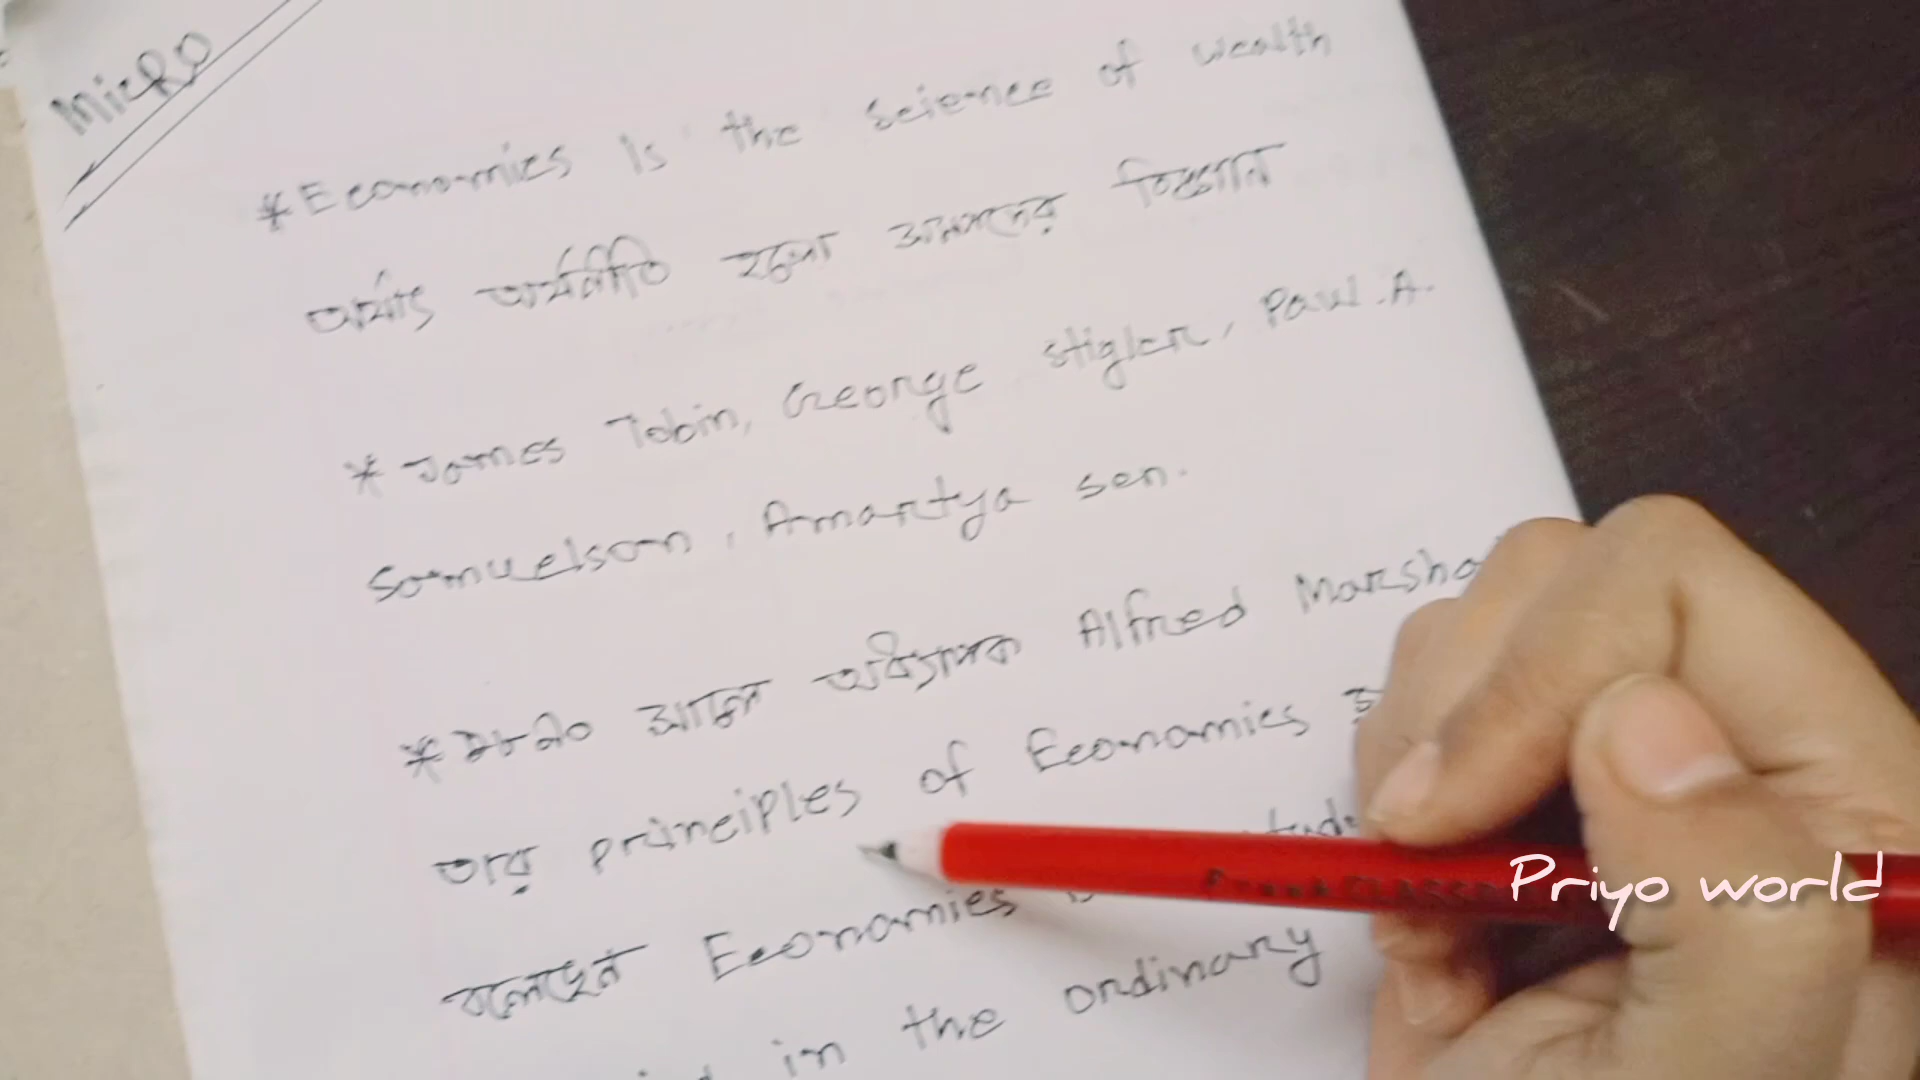 Micro
*Economics is the science of wealth
অর্থাৎ অর্থনীতি হলো সম্পদের বিজ্ঞান
*James Tobin, George Stigler, Paul.A.
Samuelson, Amartya sen.
*১৮৯০ সালে অধ্যাপক Alfred
তার principles of Economics
বলেছেন Economics
in the ordinary
Priyo world